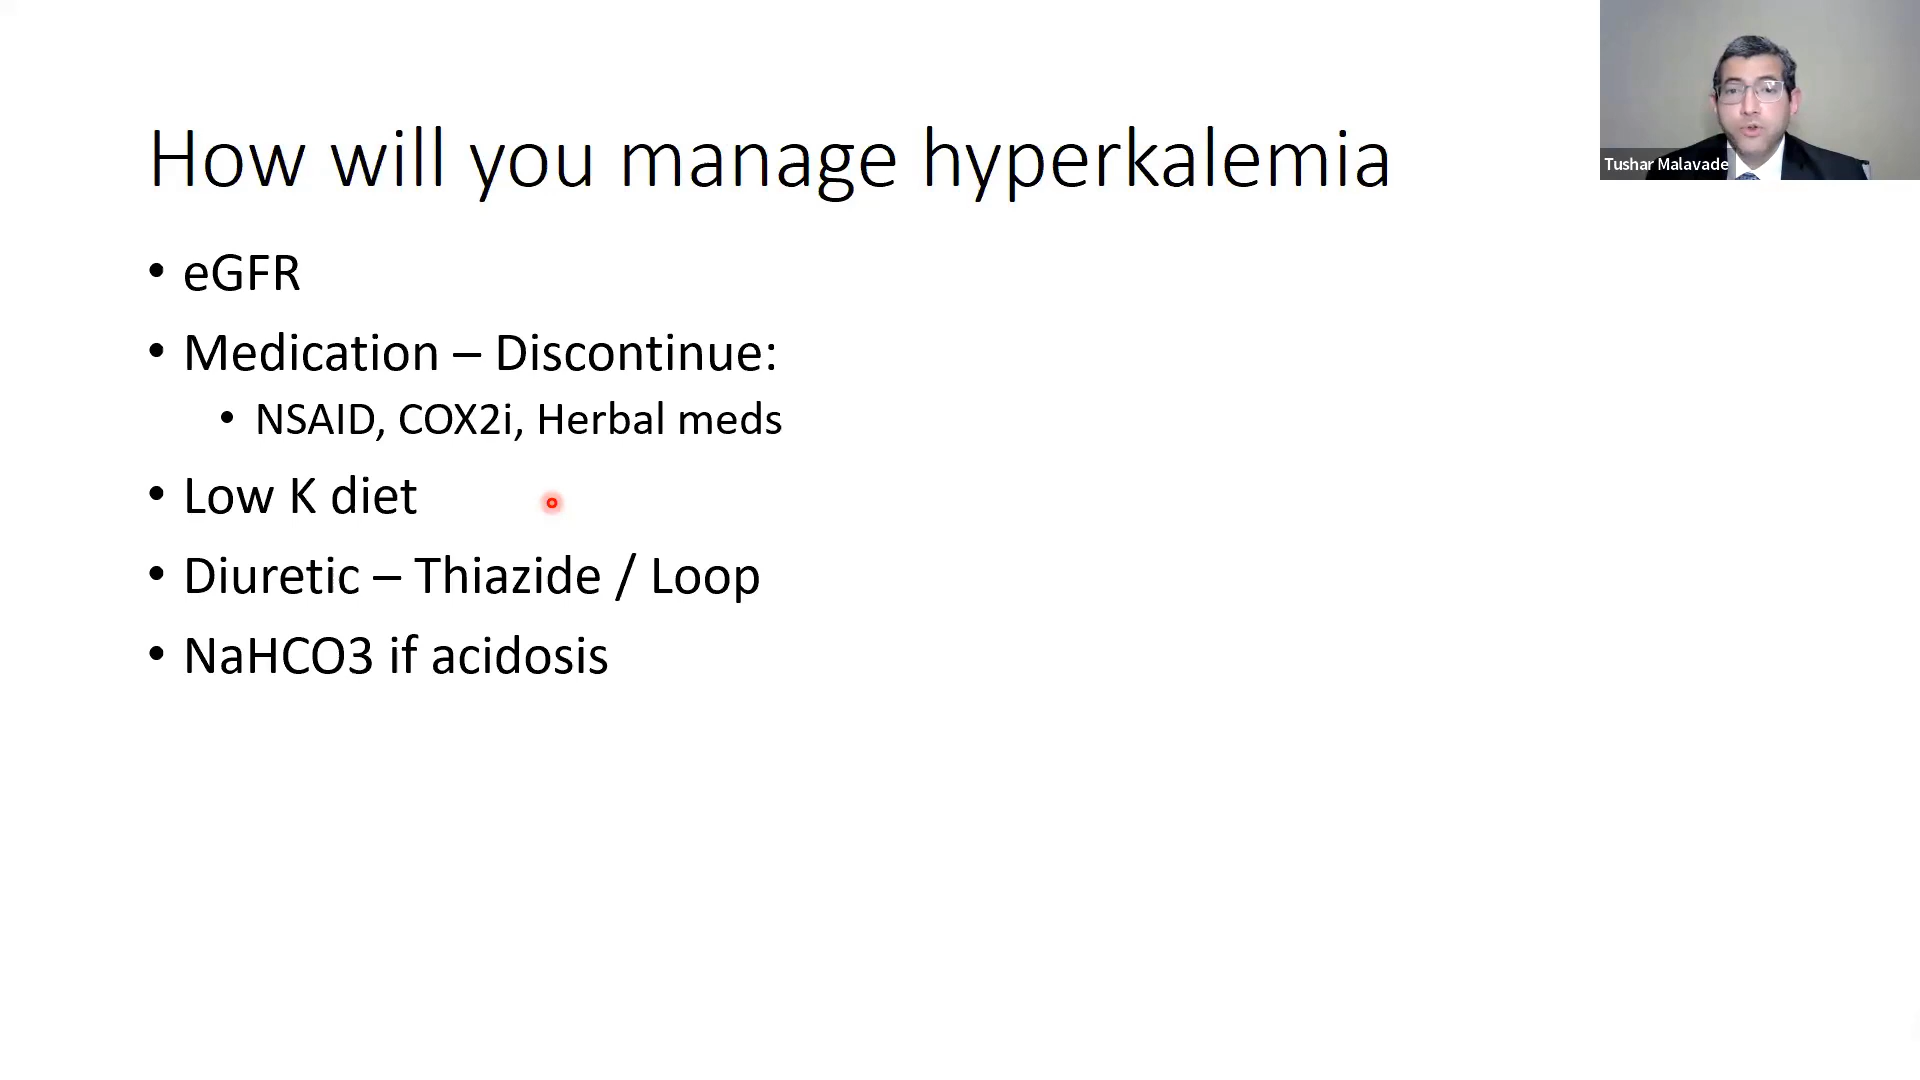 How will you manage hyperkalemia
• eGFR
• Medication – Discontinue:
• NSAID, COX2i, Herbal meds
• Low K diet
• Diuretic – Thiazide / Loop
• NaHCO3 if acidosis
Tushar Malavade